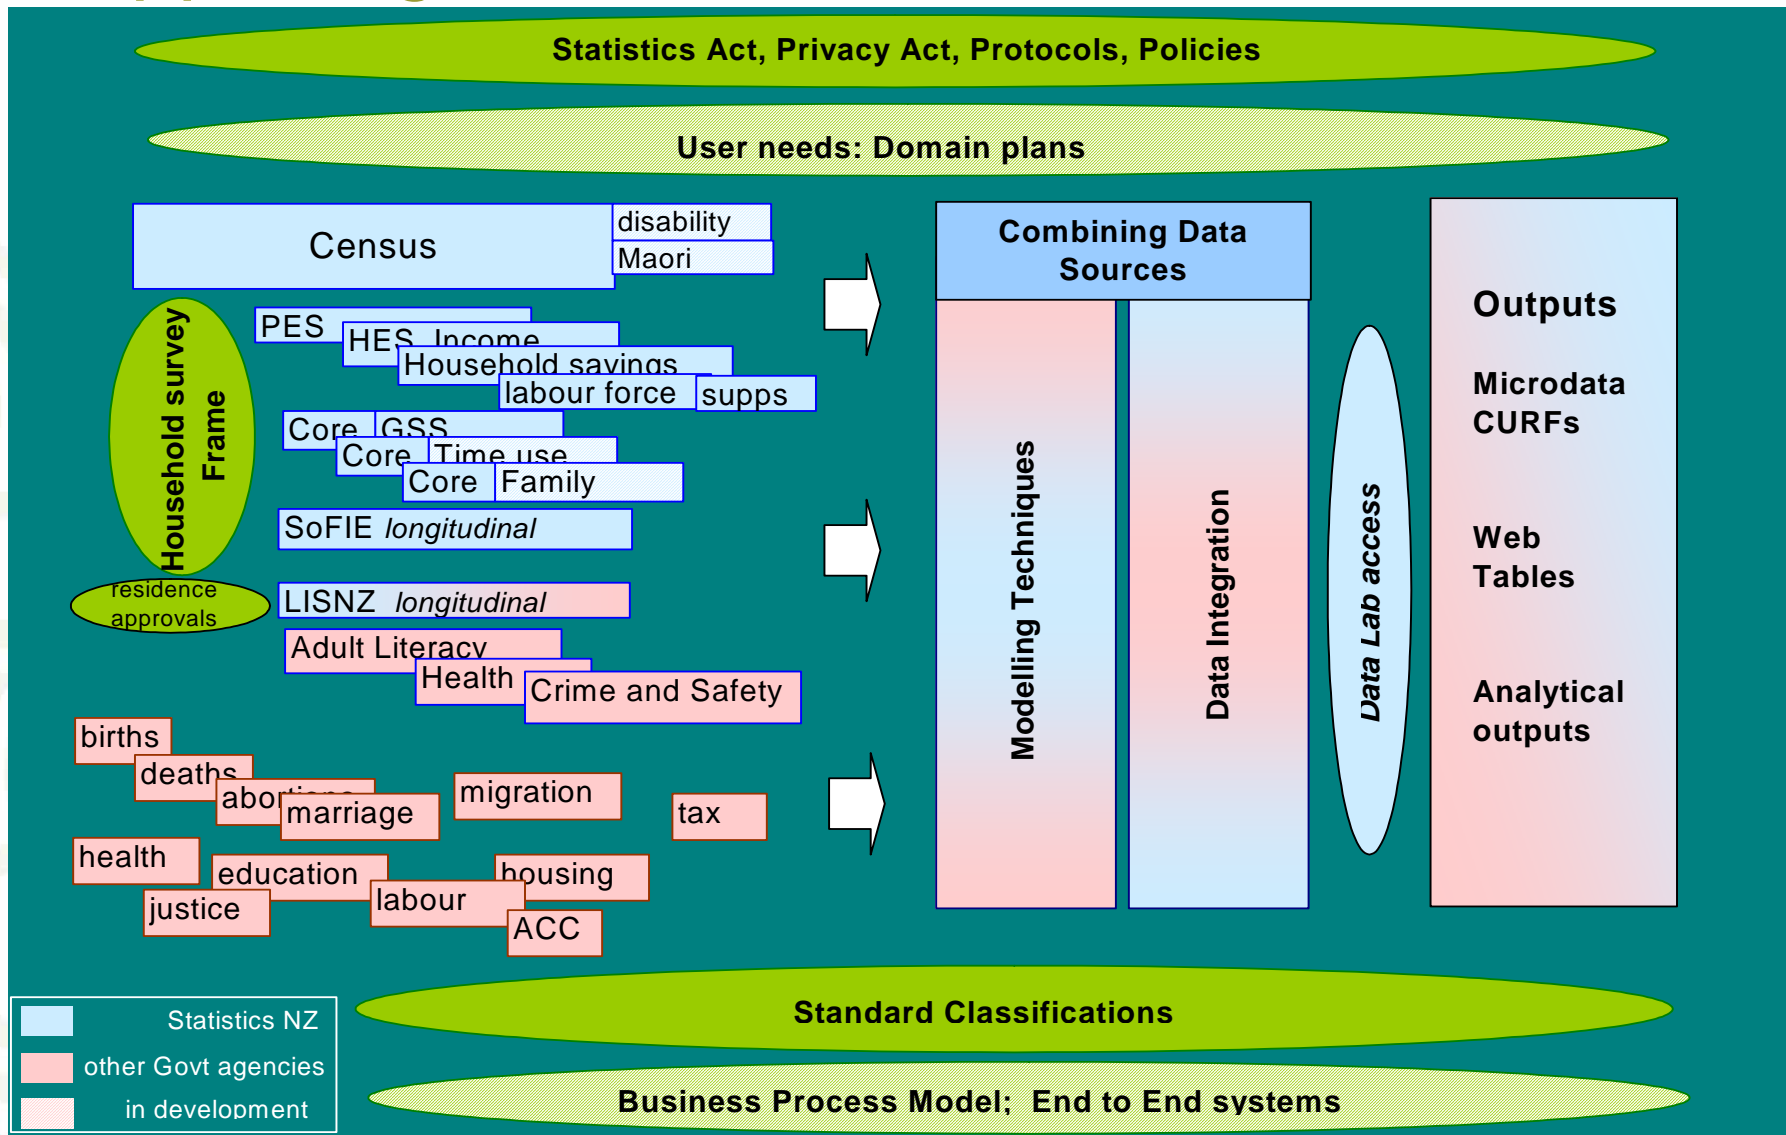 Statistics Act, Privacy Act, Protocols, Policies
User needs: Domain plans
Census
disability
Maori
Household survey
Frame
PES
HES Income
Household savings
labour force
supps
Core GSS
Core Time use
Core Family
SoFIE longitudinal
residence
approvals
LISNZ longitudinal
Adult Literacy
Health
Crime and Safety
births
deaths
abortions
marriage
migration
tax
health
education
housing
justice
labour
ACC
Combining Data
Sources
Modelling Techniques
Data Integration
Data Lab access
Outputs
Microdata
CURFs
Web
Tables
Analytical
outputs
Standard Classifications
Business Process Model; End to End systems
Statistics NZ
other Govt agencies
in development